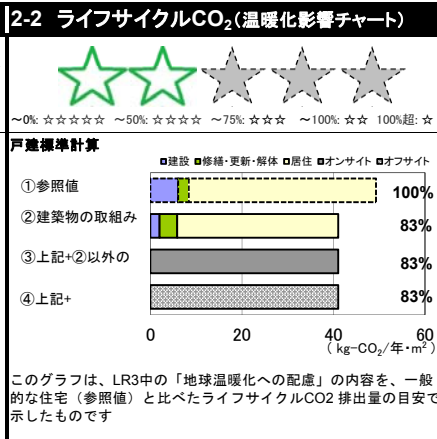 2-2 ライフサイクルCO2(温暖化影響チャート)
～0%: ☆☆☆☆☆ ～50%: ☆☆☆☆ ～75%: ☆☆☆ ～100%: ☆☆ 100%超: ☆
戸建標準計算
■建設 ■修繕・更新・解体 ■居住 ■オンサイト ■オフサイト
①参照値 100%
②建築物の取組み 83%
③上記+②以外の 83%
④上記+ 83%
0 20 40 60
( kg-CO2/年・m2 )
このグラフは、LR3中の「地球温暖化への配慮」の内容を、一般
的な住宅（参照値）と比べたライフサイクルCO2 排出量の目安で
示したものです